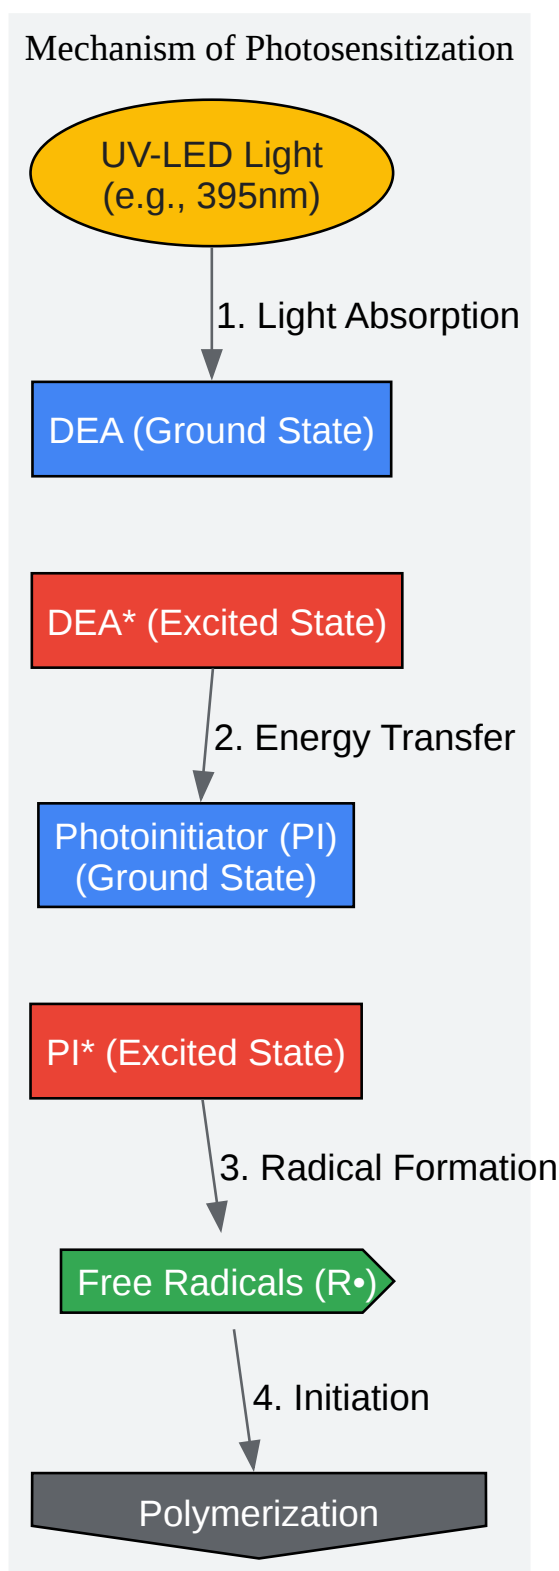 Mechanism of Photosensitization
UV-LED Light
(e.g., 395nm)
1. Light Absorption
DEA (Ground State)
DEA* (Excited State)
2. Energy Transfer
Photoinitiator (PI)
(Ground State)
PI* (Excited State)
3. Radical Formation
Free Radicals (R•)
4. Initiation
Polymerization